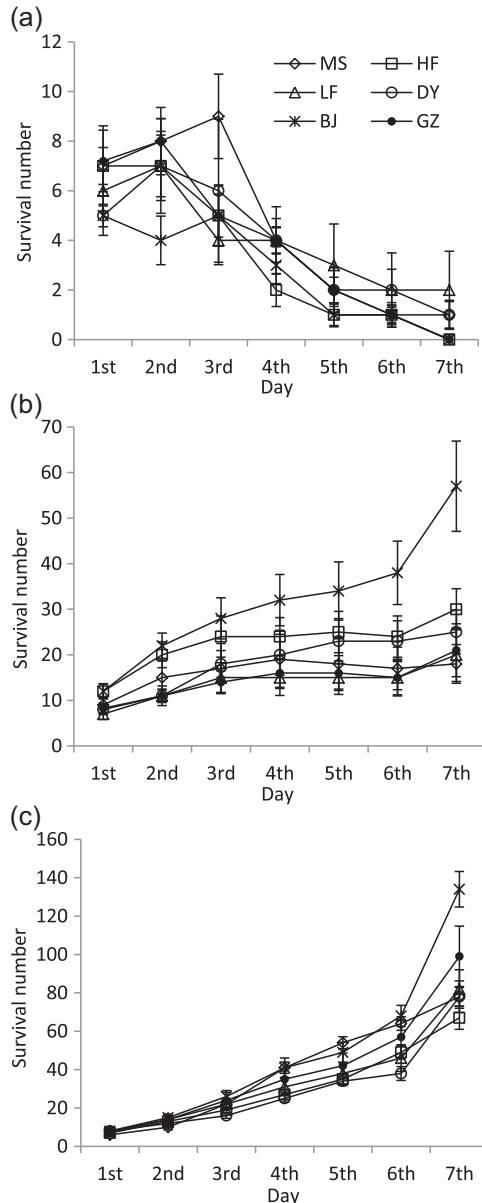 (a)
12
10
8
6
4
2
0
Survival number
MS HF
LF DY
BJ GZ
1st 2nd 3rd 4th 5th 6th 7th
Day
(b)
70
60
50
40
30
20
10
0
Survival number
1st 2nd 3rd 4th 5th 6th 7th
Day
(c)
160
140
120
100
80
60
40
20
0
Survival number
1st 2nd 3rd 4th 5th 6th 7th
Day